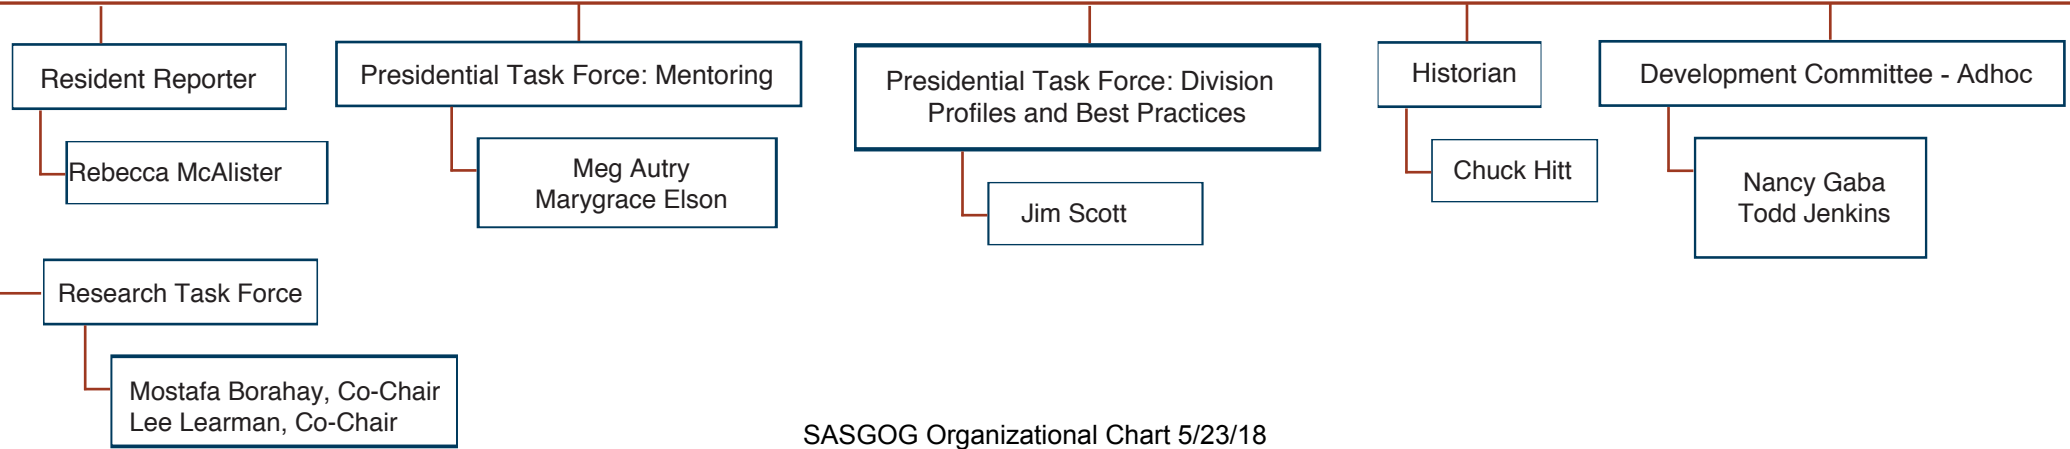 Resident Reporter
Rebecca McAlister
Presidential Task Force: Mentoring
Meg Autry
Marygrace Elson
Presidential Task Force: Division
Profiles and Best Practices
Jim Scott
Historian
Chuck Hitt
Development Committee - Adhoc
Nancy Gaba
Todd Jenkins
Research Task Force
Mostafa Borahay, Co-Chair
Lee Learman, Co-Chair
SASGOG Organizational Chart 5/23/18